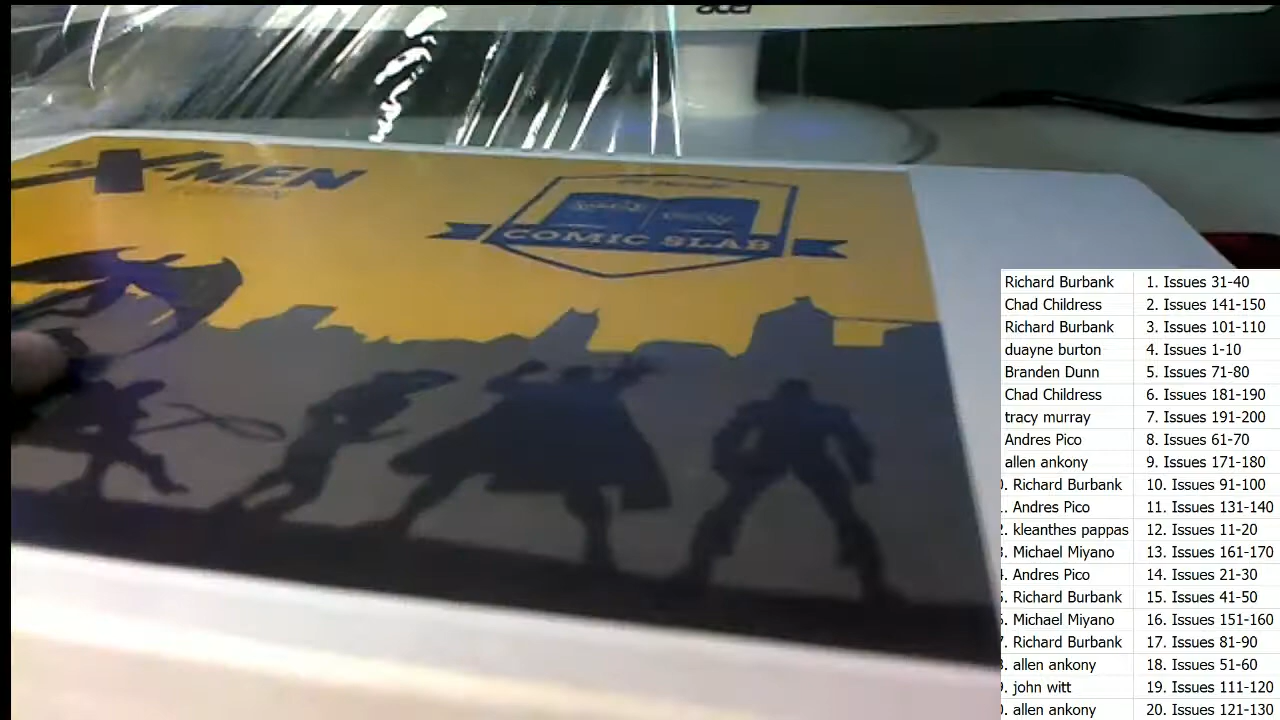 acer
X-MEN
COMIC SLAB
Richard Burbank 1. Issues 31-40
Chad Childress 2. Issues 141-150
Richard Burbank 3. Issues 101-110
duayne burton 4. Issues 1-10
Branden Dunn 5. Issues 71-80
Chad Childress 6. Issues 181-190
tracy murray 7. Issues 191-200
Andres Pico 8. Issues 61-70
allen ankony 9. Issues 171-180
. Richard Burbank 10. Issues 91-100
. Andres Pico 11. Issues 131-140
. kleanthes pappas 12. Issues 11-20
. Michael Miyano 13. Issues 161-170
. Andres Pico 14. Issues 21-30
. Richard Burbank 15. Issues 41-50
. Michael Miyano 16. Issues 151-160
. Richard Burbank 17. Issues 81-90
. allen ankony 18. Issues 51-60
. john witt 19. Issues 111-120
. allen ankony 20. Issues 121-130